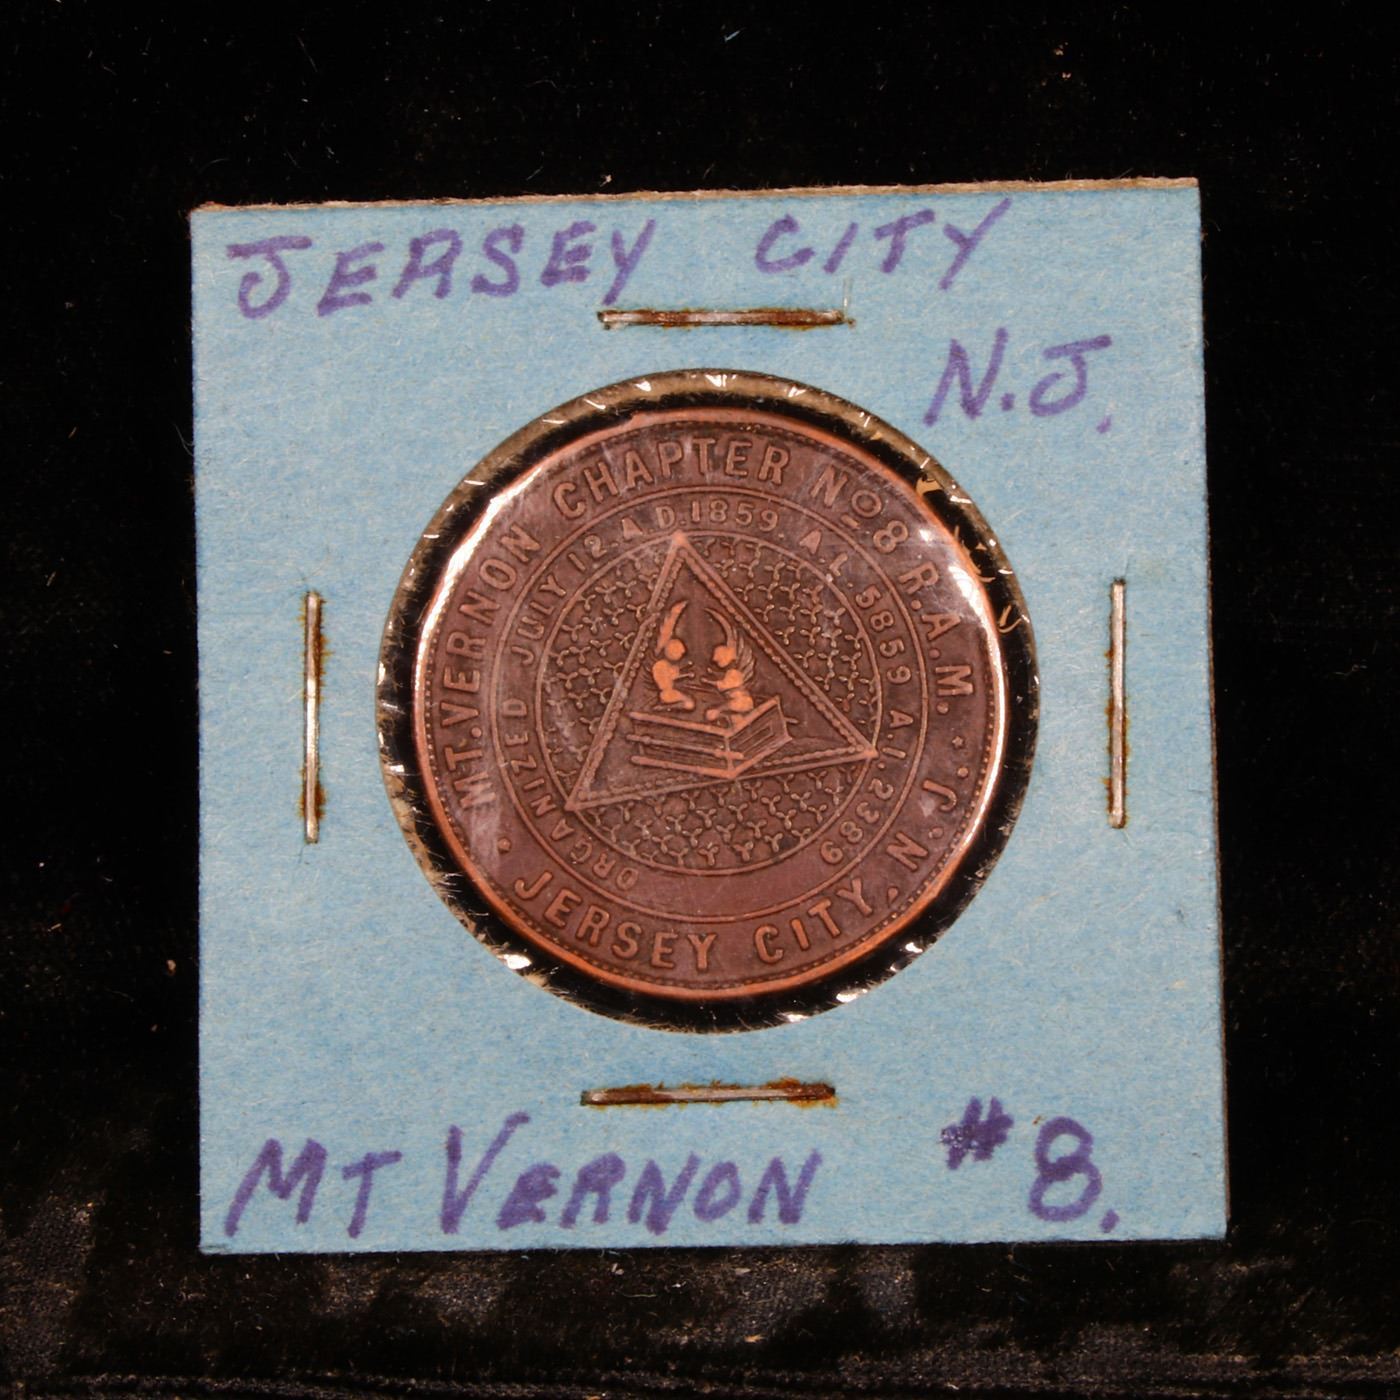 JERSEY CITY
N.J.
MT. VERNON CHAPTER No 8 R.A.M.
ORGANIZED JULY 12 A.D. 1859. A.L. 5859 A.I. 2389
JERSEY CITY, N.J.
MT VERNON #8.